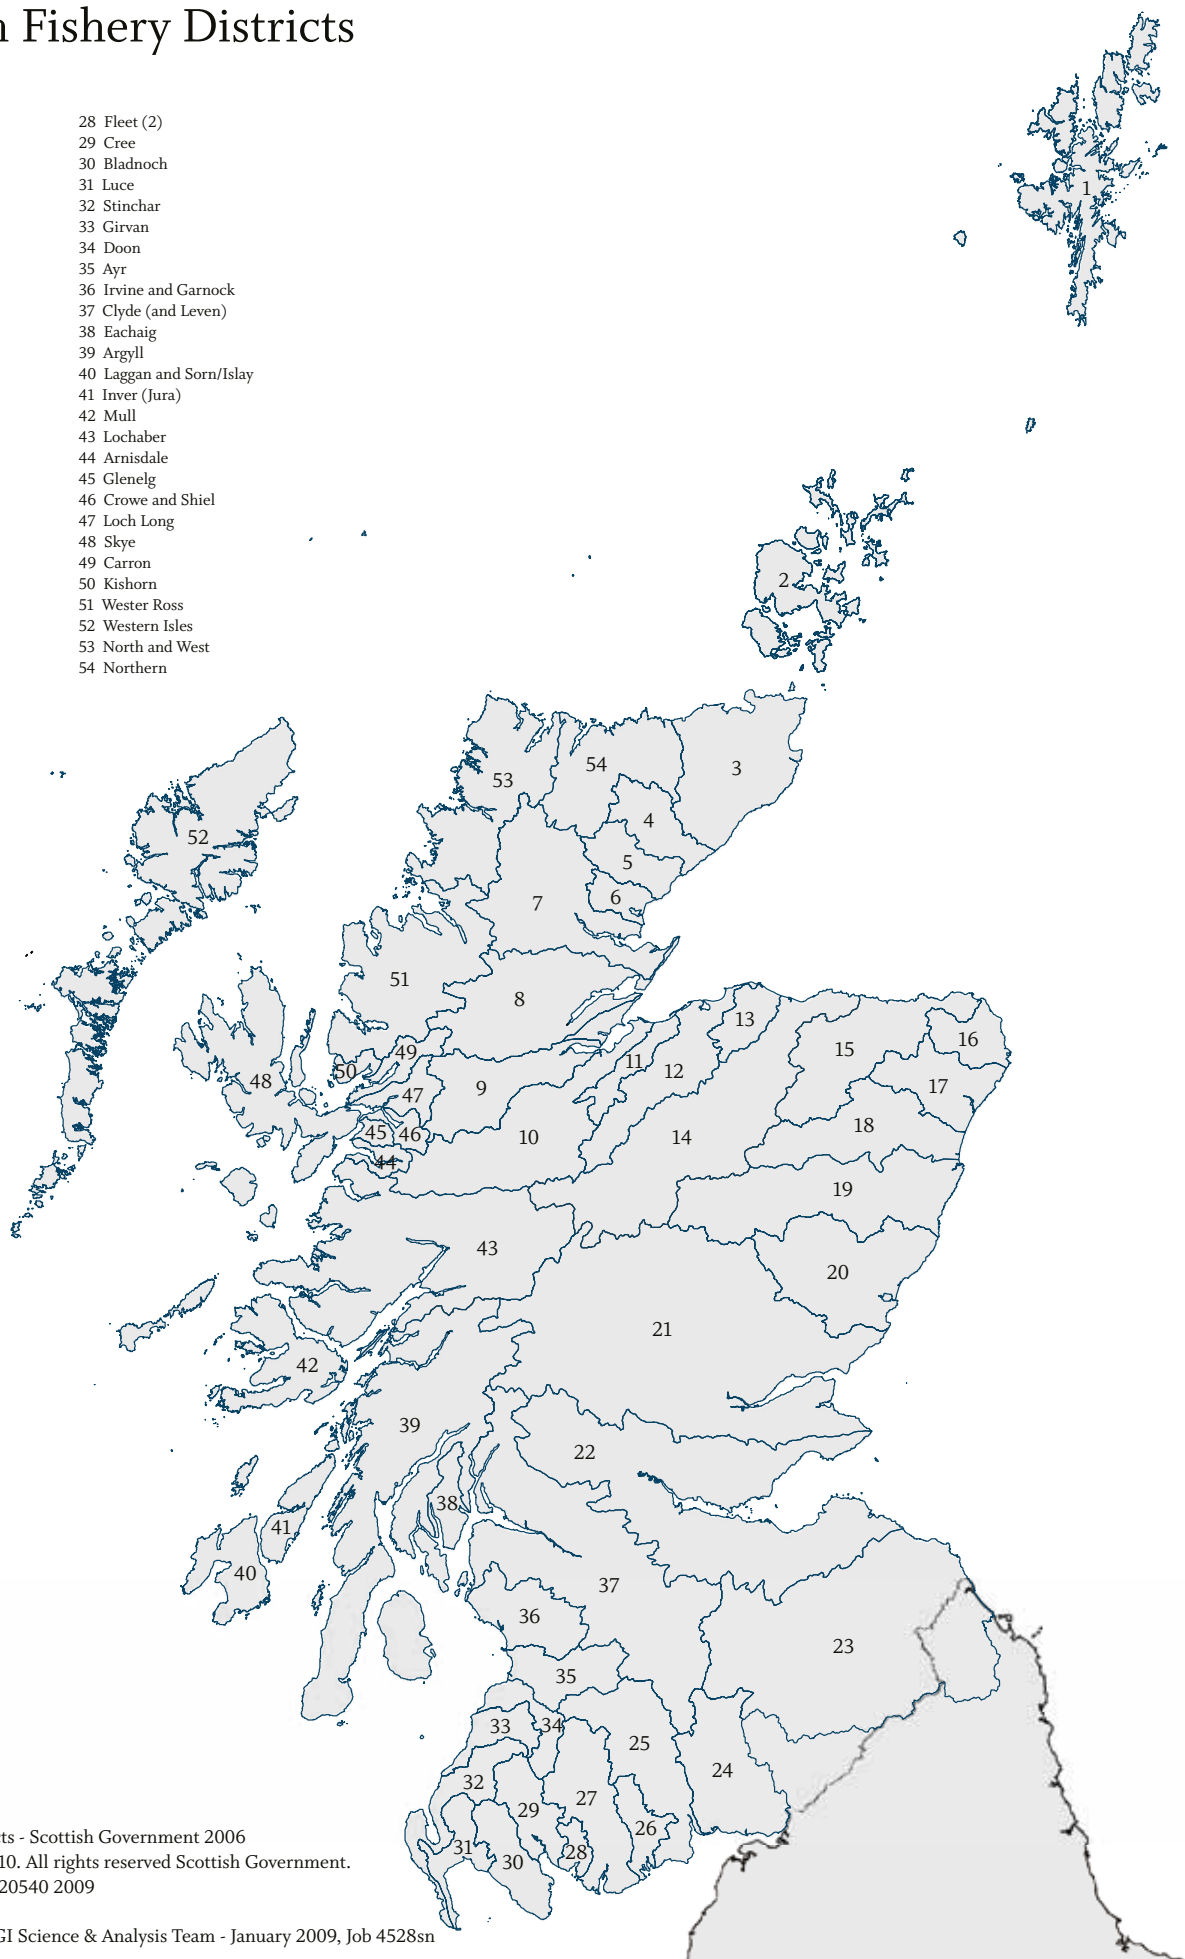 n Fishery Districts
28 Fleet (2)
29 Cree
30 Bladnoch
31 Luce
32 Stinchar
33 Girvan
34 Doon
35 Ayr
36 Irvine and Garnock
37 Clyde (and Leven)
38 Eachaig
39 Argyll
40 Laggan and Sorn/Islay
41 Inver (Jura)
42 Mull
43 Lochaber
44 Arnisdale
45 Glenelg
46 Crowe and Shiel
47 Loch Long
48 Skye
49 Carron
50 Kishorn
51 Wester Ross
52 Western Isles
53 North and West
54 Northern
1
2
3
54
53
4
52
5
6
7
51
8
13
16
15
49
11
12
50
48
17
9
47
18
45
46
10
14
44
19
43
20
21
42
39
22
38
41
40
37
36
23
35
33
34
25
24
32
27
29
26
31
28
30
ts - Scottish Government 2006
10. All rights reserved Scottish Government.
20540 2009
GI Science & Analysis Team - January 2009, Job 4528sn